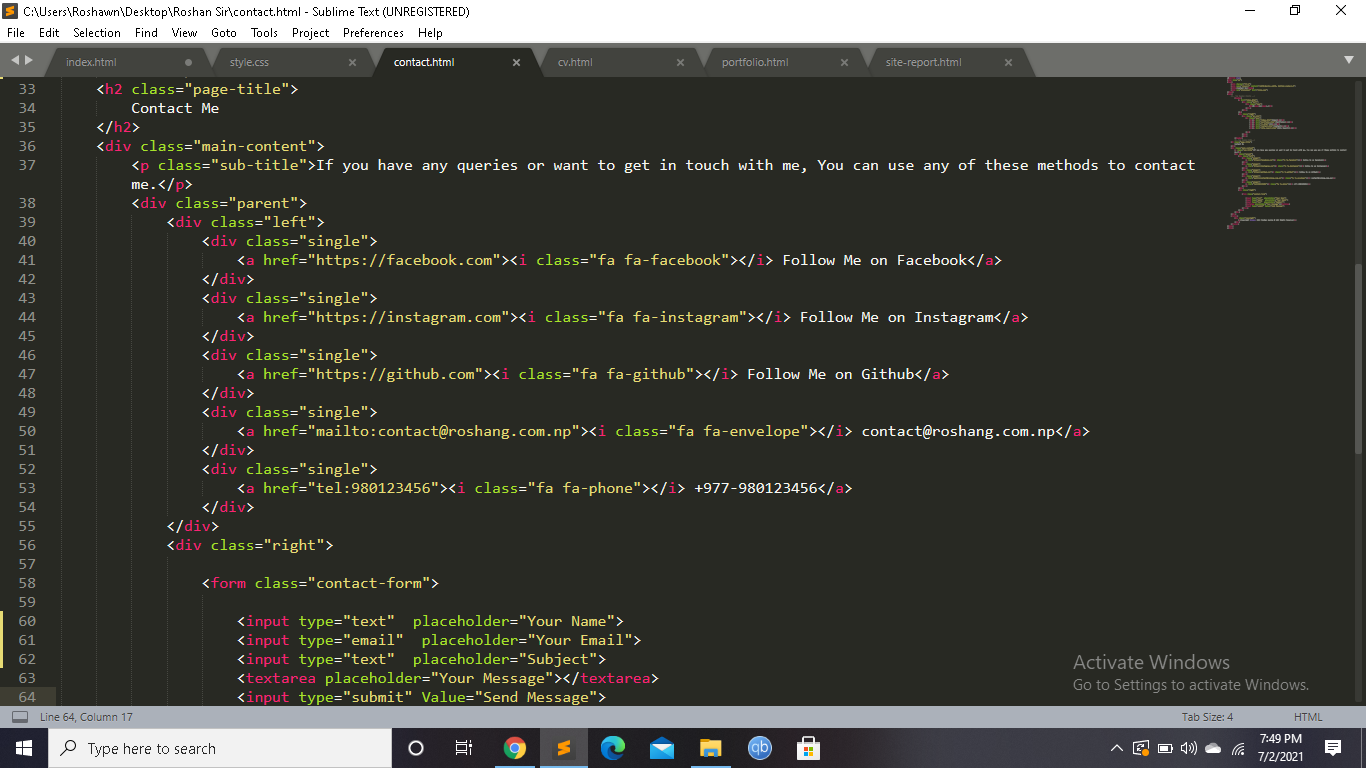 C:\Users\Roshawn\Desktop\Roshan Sir\contact.html - Sublime Text (UNREGISTERED)
File Edit Selection Find View Goto Tools Project Preferences Help
index.html style.css contact.html cv.html portfolio.html site-report.html
33 <h2 class="page-title">
34 Contact Me
35 </h2>
36 <div class="main-content">
37 <p class="sub-title">If you have any queries or want to get in touch with me, You can use any of these methods to contact
me.</p>
38 <div class="parent">
39 <div class="left">
40 <div class="single">
41 <a href="https://facebook.com"><i class="fa fa-facebook"></i> Follow Me on Facebook</a>
42 </div>
43 <div class="single">
44 <a href="https://instagram.com"><i class="fa fa-instagram"></i> Follow Me on Instagram</a>
45 </div>
46 <div class="single">
47 <a href="https://github.com"><i class="fa fa-github"></i> Follow Me on Github</a>
48 </div>
49 <div class="single">
50 <a href="mailto:contact@roshang.com.np"><i class="fa fa-envelope"></i> contact@roshang.com.np</a>
51 </div>
52 <div class="single">
53 <a href="tel:980123456"><i class="fa fa-phone"></i> +977-980123456</a>
54 </div>
55 </div>
56 <div class="right">
57
58 <form class="contact-form">
59
60 <input type="text"  placeholder="Your Name">
61 <input type="email"  placeholder="Your Email">
62 <input type="text"  placeholder="Subject">
63 <textarea placeholder="Your Message"></textarea>
64 <input type="submit" Value="Send Message">
Activate Windows
Go to Settings to activate Windows.
Line 64, Column 17 Tab Size: 4 HTML
Type here to search
qb
7:49 PM
7/2/2021